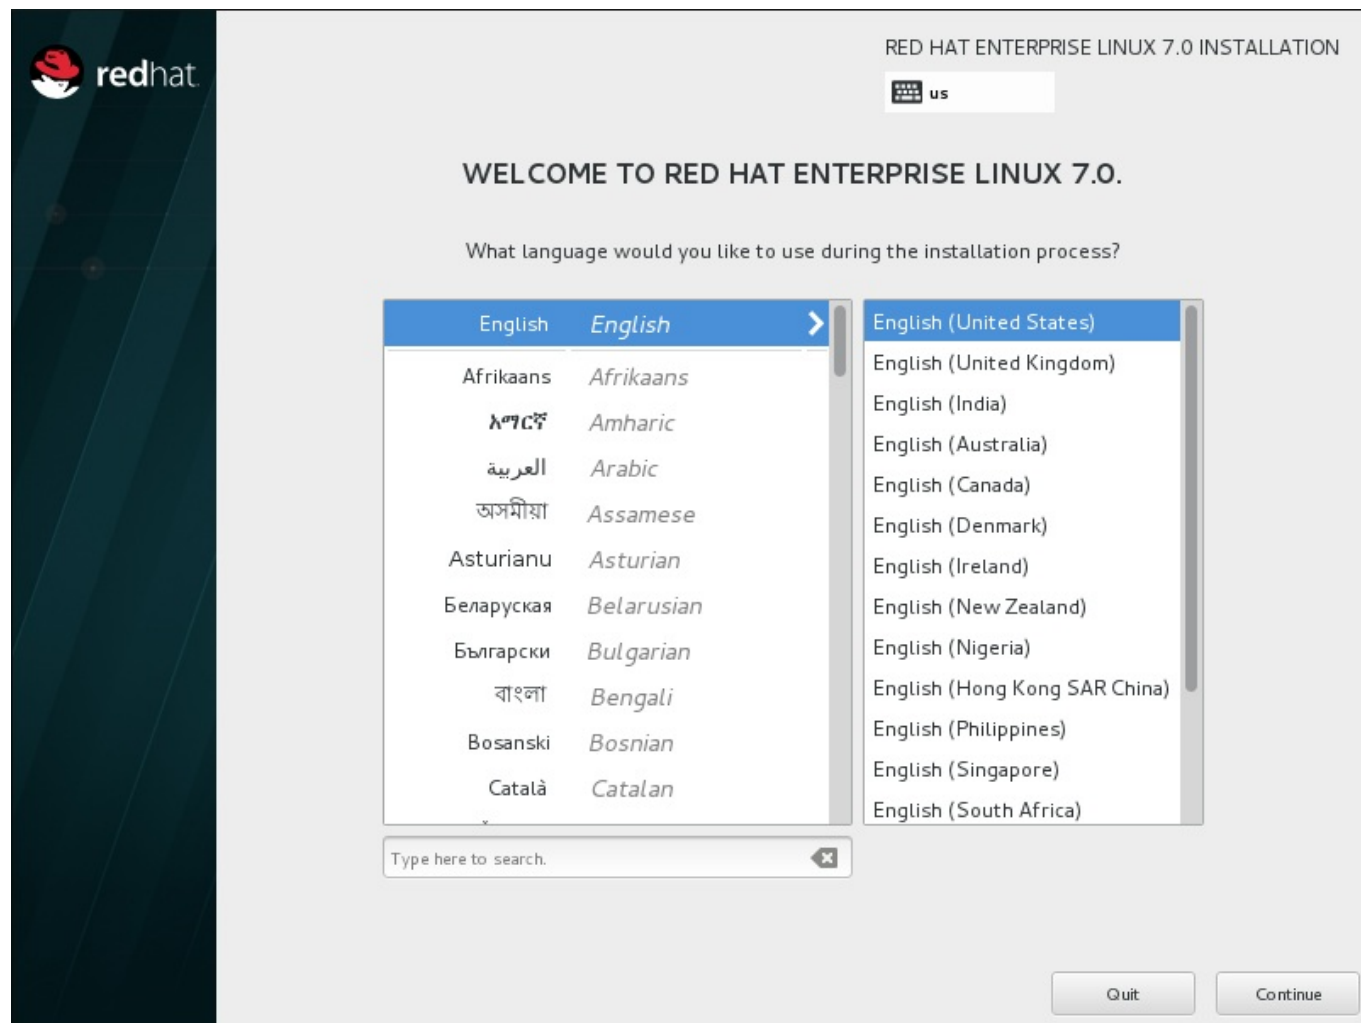 redhat.
RED HAT ENTERPRISE LINUX 7.0 INSTALLATION
us
WELCOME TO RED HAT ENTERPRISE LINUX 7.0.
What language would you like to use during the installation process?
English English
Afrikaans Afrikaans
አማርኛ Amharic
العربية Arabic
অসমীয়া Assamese
Asturianu Asturian
Беларуская Belarusian
Български Bulgarian
বাংলা Bengali
Bosanski Bosnian
Català Catalan
English (United States)
English (United Kingdom)
English (India)
English (Australia)
English (Canada)
English (Denmark)
English (Ireland)
English (New Zealand)
English (Nigeria)
English (Hong Kong SAR China)
English (Philippines)
English (Singapore)
English (South Africa)
Type here to search.
Quit Continue